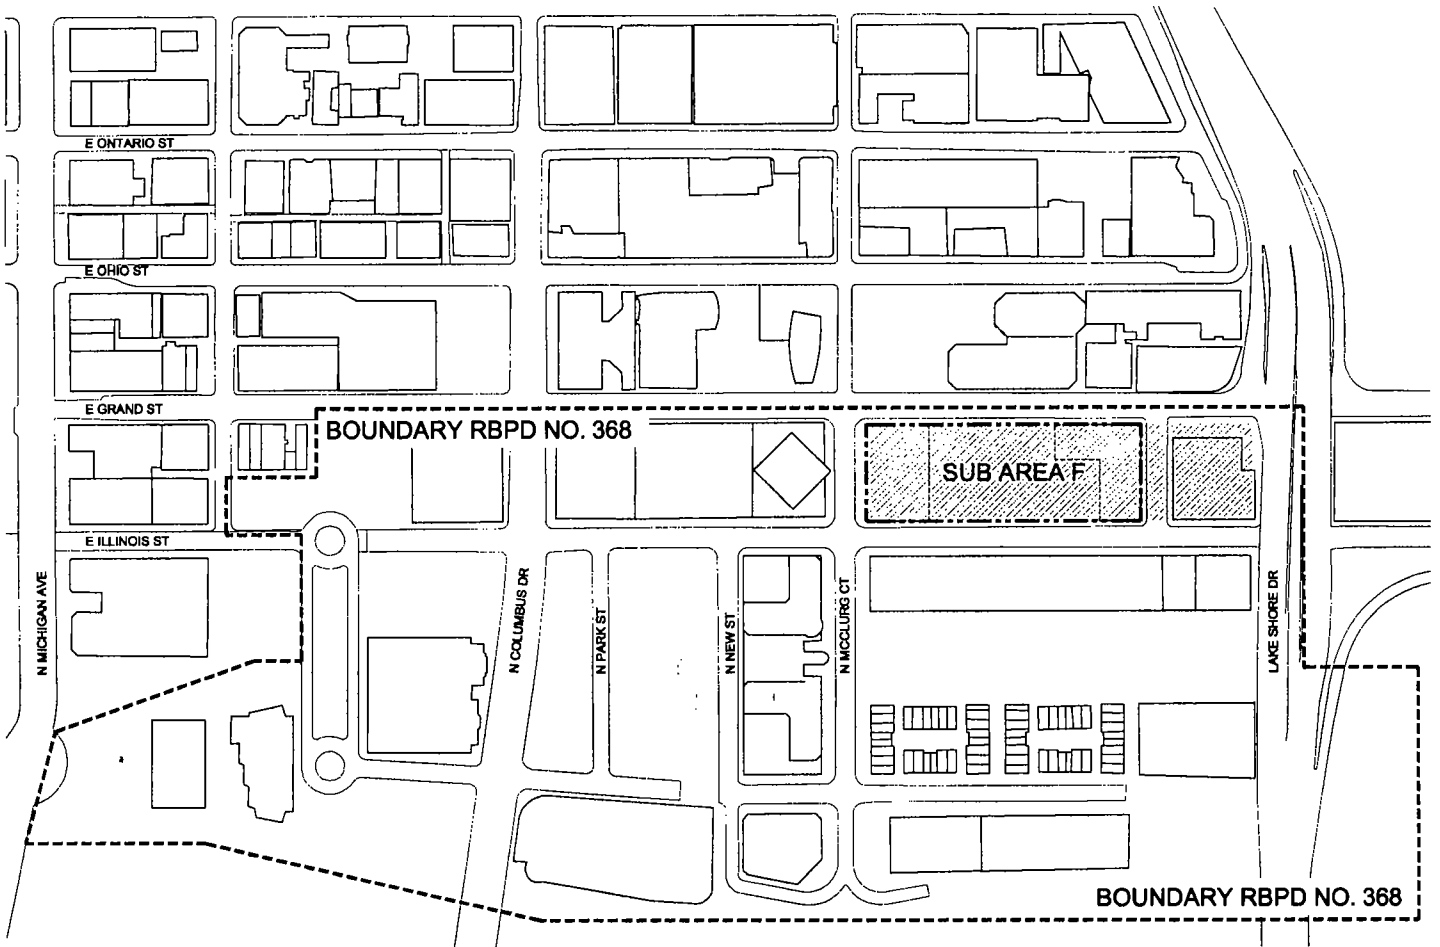 E ONTARIO ST
E OHIO ST
E GRAND ST
BOUNDARY RBPD NO. 368
SUB AREA F
E ILLINOIS ST
N MICHIGAN AVE
N COLUMBUS DR
N PARK ST
N NEW ST
N MCCLURG CT
LAKE SHORE DR
BOUNDARY RBPD NO. 368